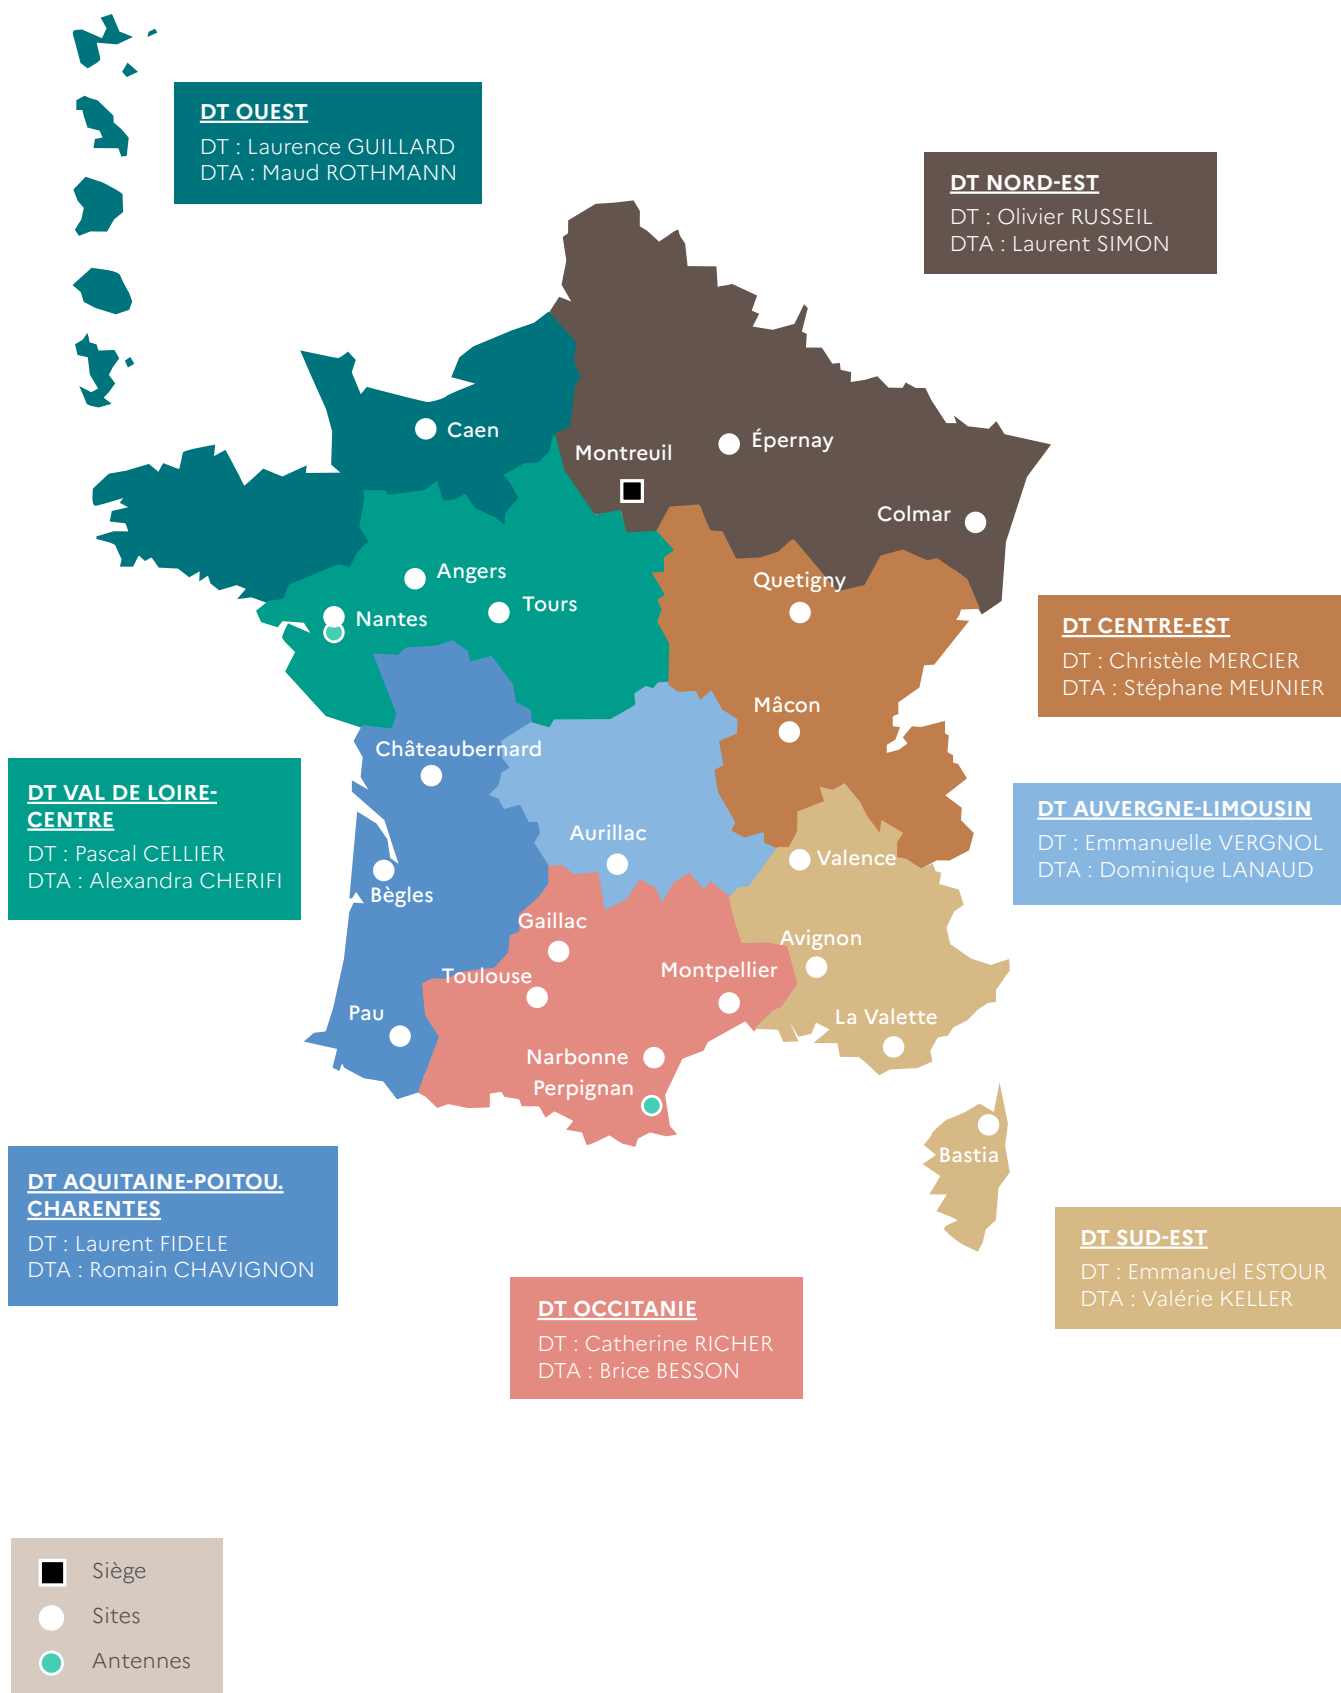 DT OUEST
DT : Laurence GUILLARD
DTA : Maud ROTHMANN
DT NORD-EST
DT : Olivier RUSSEIL
DTA : Laurent SIMON
Caen
Montreuil
Épernay
Colmar
Angers
Tours
Nantes
Quetigny
Mâcon
DT CENTRE-EST
DT : Christèle MERCIER
DTA : Stéphane MEUNIER
Châteaubernard
DT VAL DE LOIRE-
CENTRE
DT : Pascal CELLIER
DTA : Alexandra CHERIFI
Aurillac
Valence
DT AUVERGNE-LIMOUSIN
DT : Emmanuelle VERGNOL
DTA : Dominique LANAUD
Bègles
Gaillac
Avignon
Toulouse
Montpellier
Pau
La Valette
Narbonne
Perpignan
Bastia
DT AQUITAINE-POITOU.
CHARENTES
DT : Laurent FIDELE
DTA : Romain CHAVIGNON
DT SUD-EST
DT : Emmanuel ESTOUR
DTA : Valérie KELLER
DT OCCITANIE
DT : Catherine RICHER
DTA : Brice BESSON
Siège
Sites
Antennes